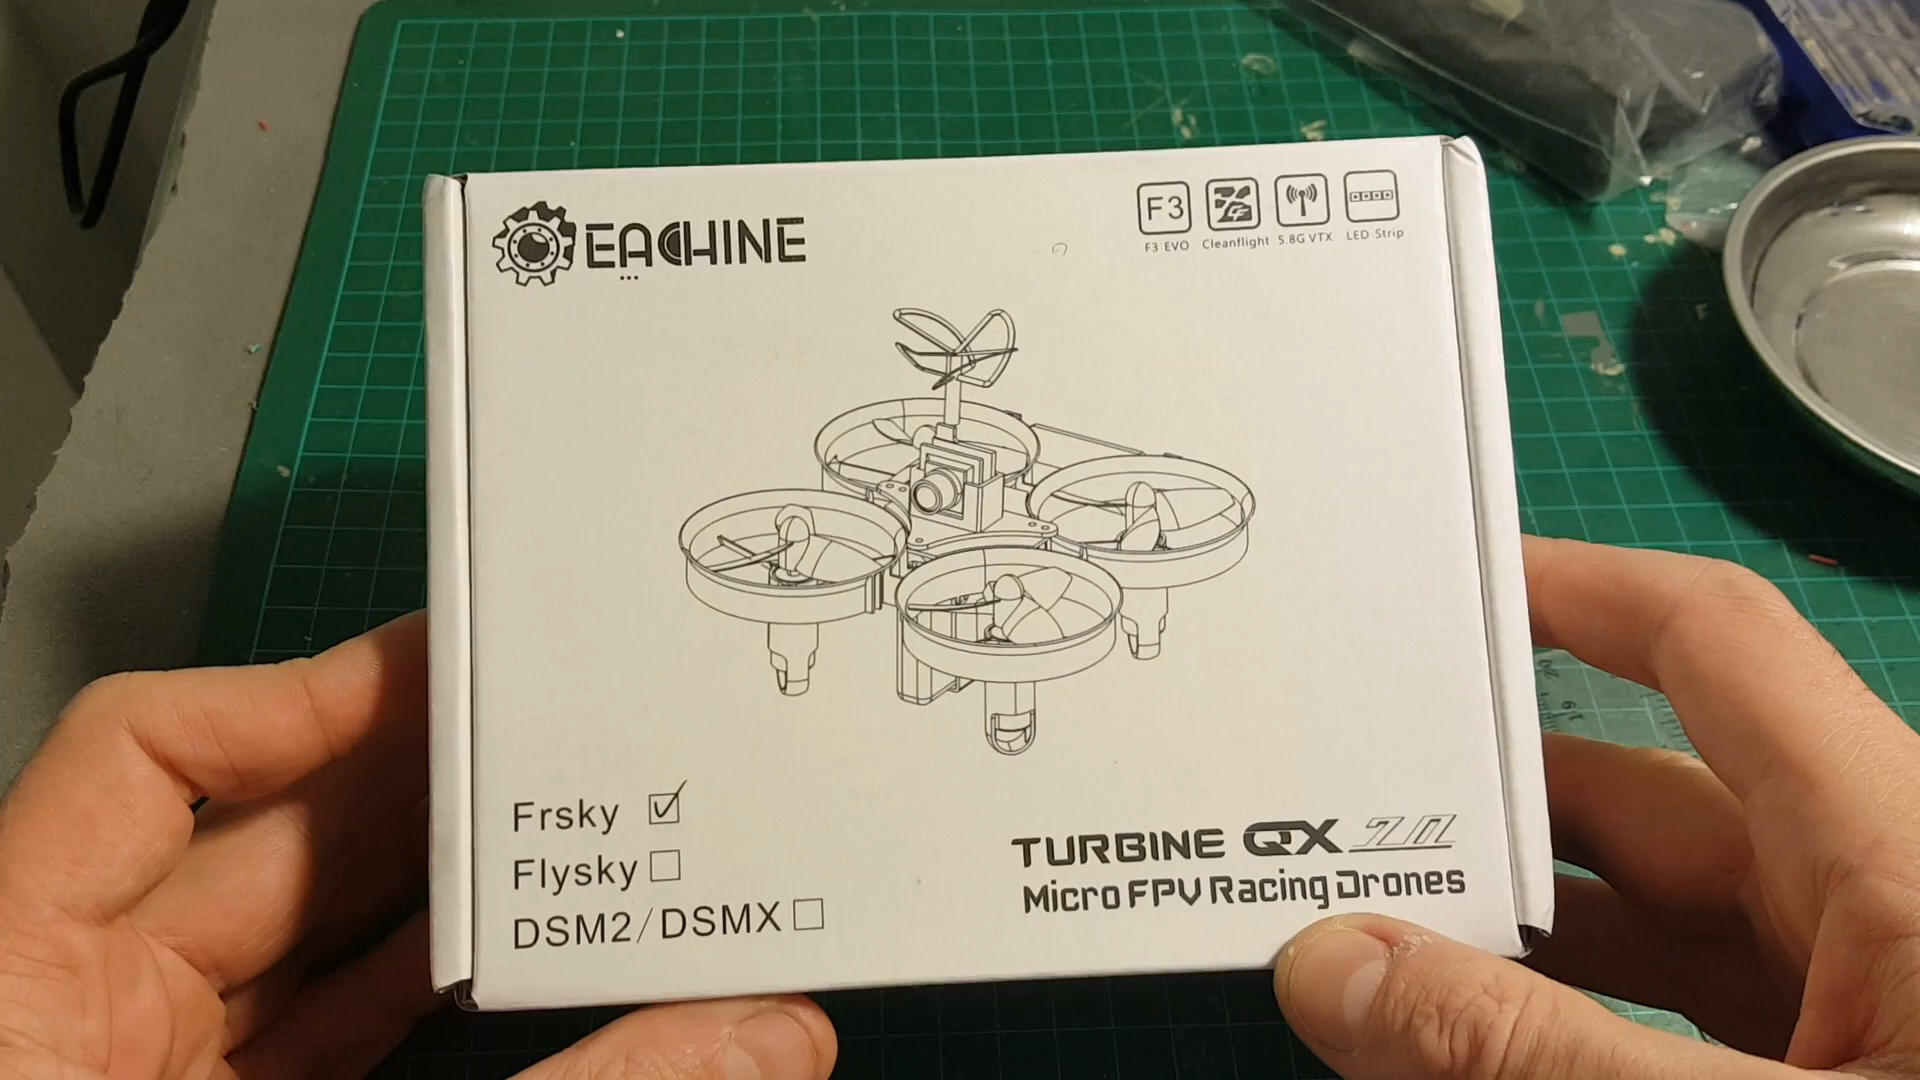 EACHINE
F3
F3 EVO
Cleanflight
5.8G VTX
LED Strip
Frsky
Flysky
DSM2/DSMX
TURBINE QX
Micro FPV Racing Drones